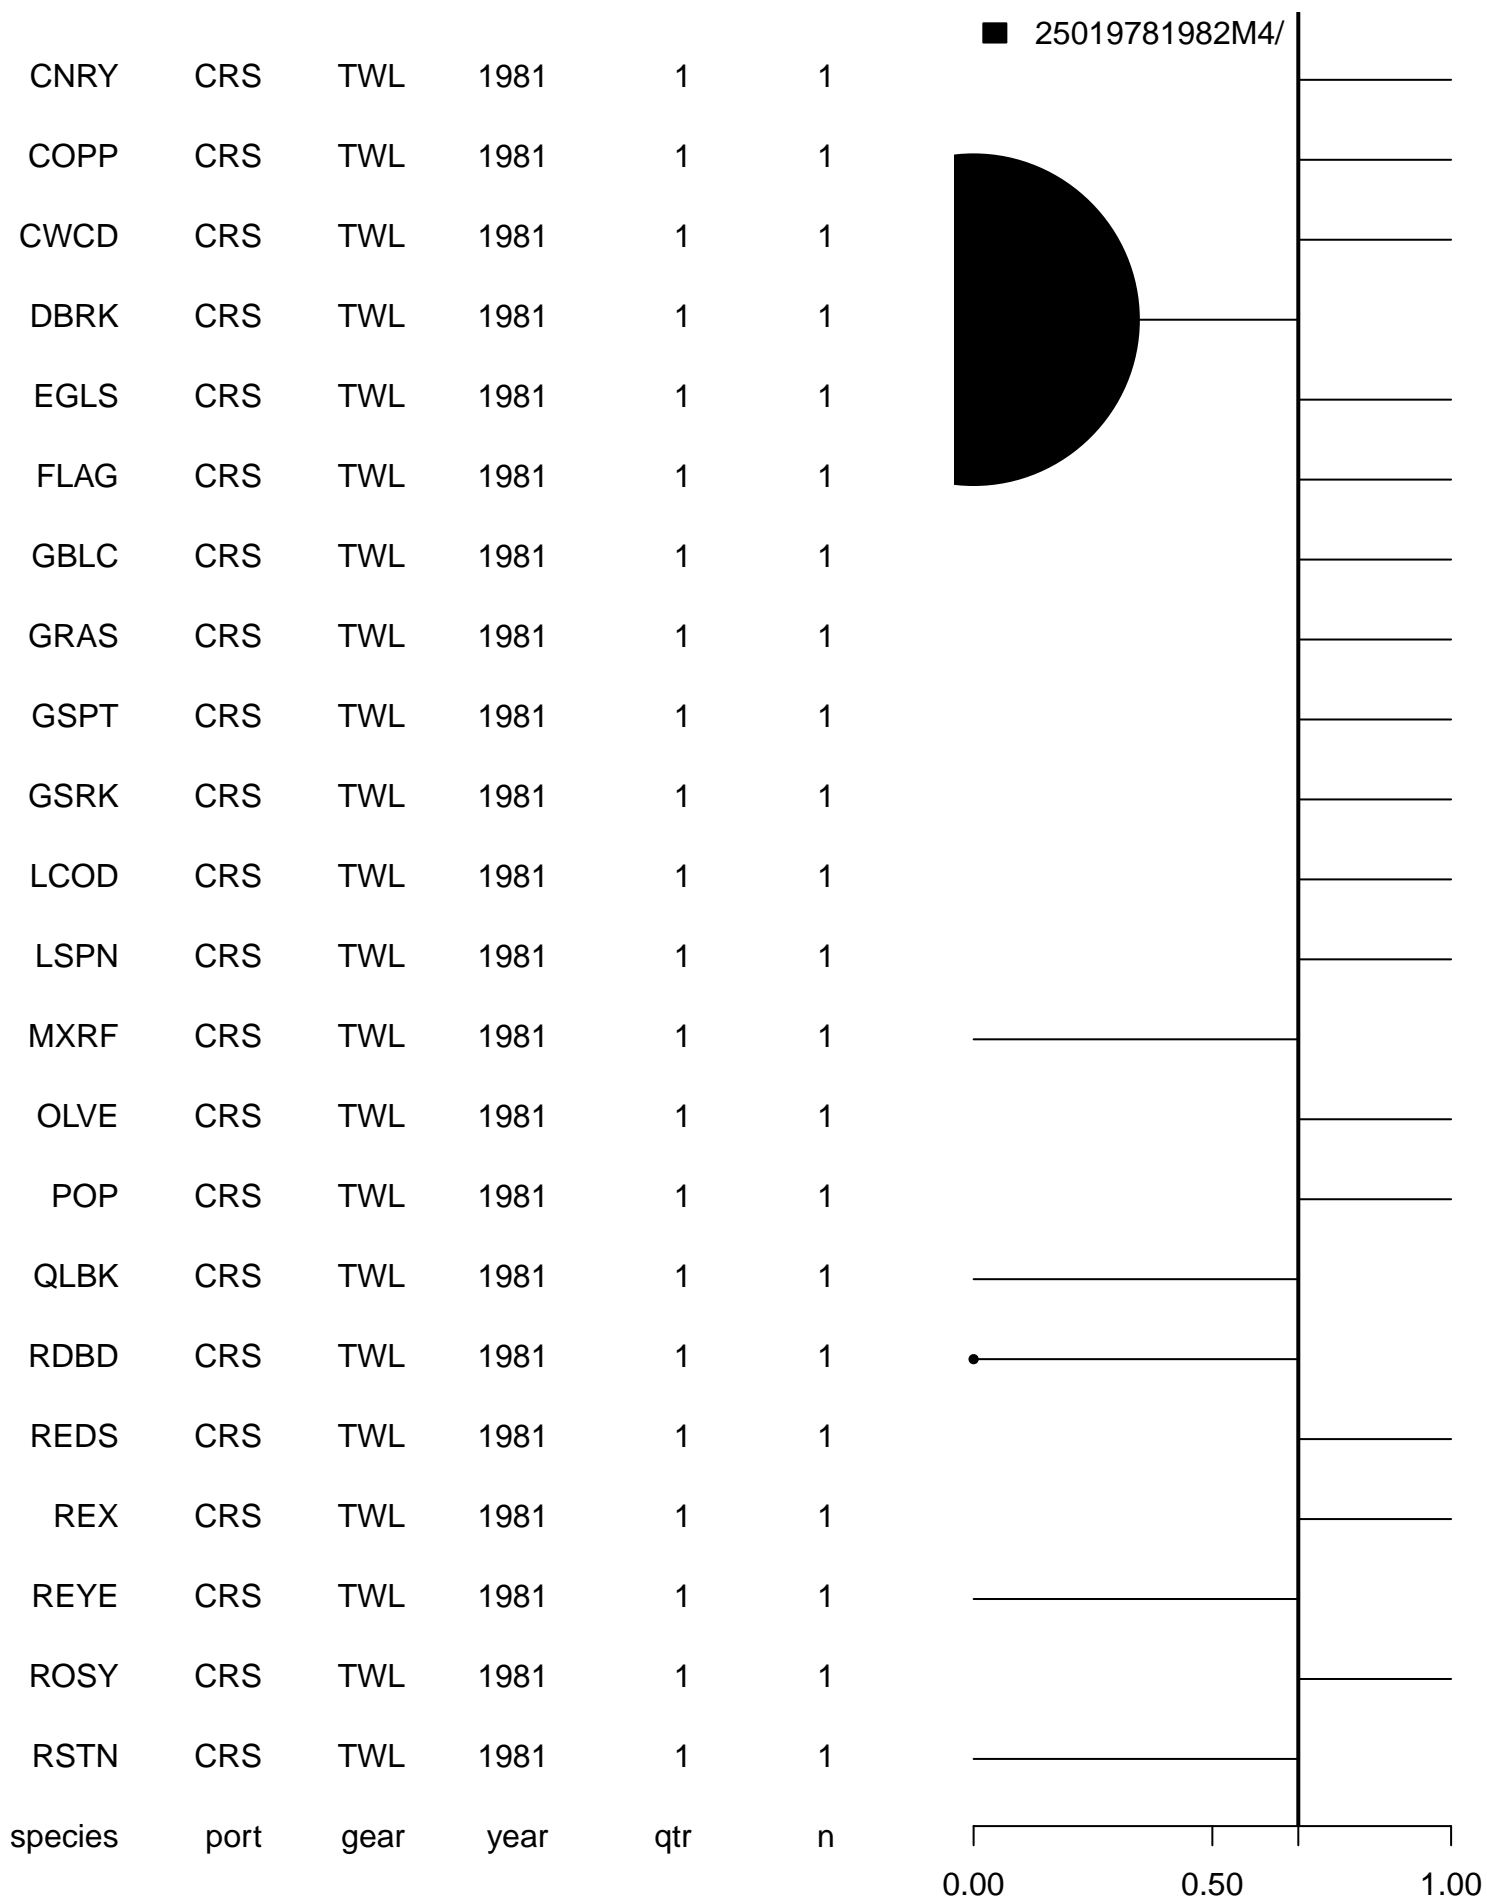 25019781982M4/
CNRY CRS TWL 1981 1 1
COPP CRS TWL 1981 1 1
CWCD CRS TWL 1981 1 1
DBRK CRS TWL 1981 1 1
EGLS CRS TWL 1981 1 1
FLAG CRS TWL 1981 1 1
GBLC CRS TWL 1981 1 1
GRAS CRS TWL 1981 1 1
GSPT CRS TWL 1981 1 1
GSRK CRS TWL 1981 1 1
LCOD CRS TWL 1981 1 1
LSPN CRS TWL 1981 1 1
MXRF CRS TWL 1981 1 1
OLVE CRS TWL 1981 1 1
POP CRS TWL 1981 1 1
QLBK CRS TWL 1981 1 1
RDBD CRS TWL 1981 1 1
REDS CRS TWL 1981 1 1
REX CRS TWL 1981 1 1
REYE CRS TWL 1981 1 1
ROSY CRS TWL 1981 1 1
RSTN CRS TWL 1981 1 1
species port gear year qtr n
0.00 0.50 1.00